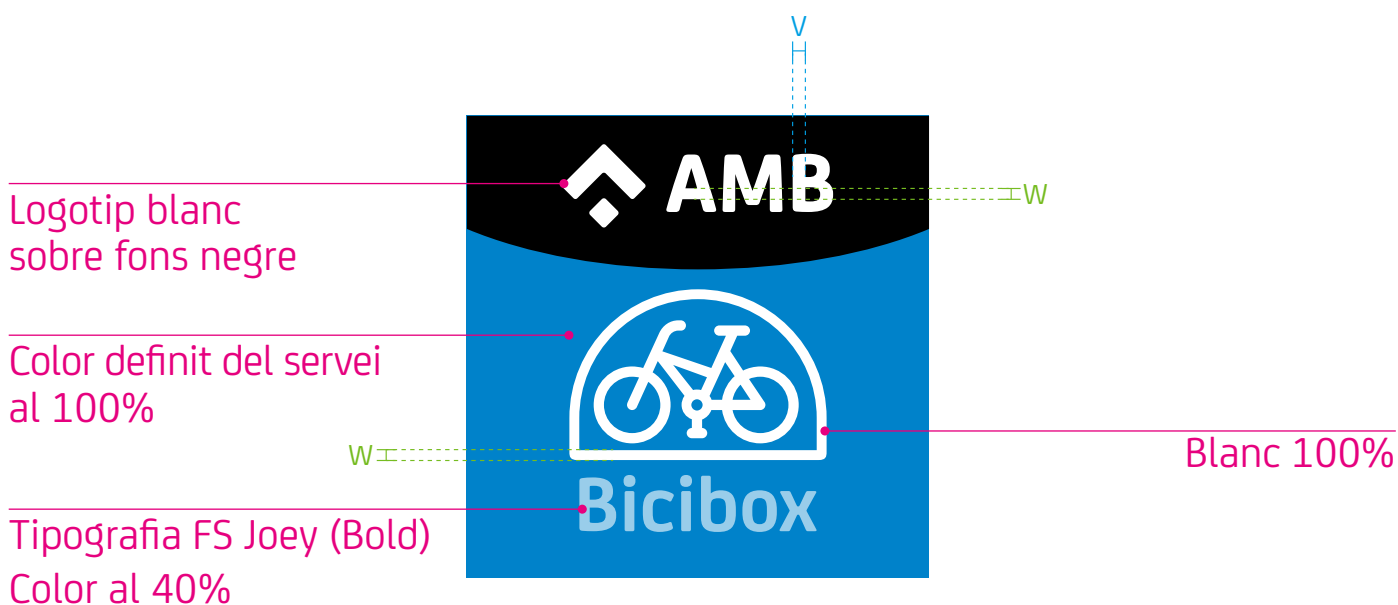 V
AMB
W
Logotip blanc
sobre fons negre
Color definit del servei
al 100%
W
Blanc 100%
Bicibox
Tipografia FS Joey (Bold)
Color al 40%